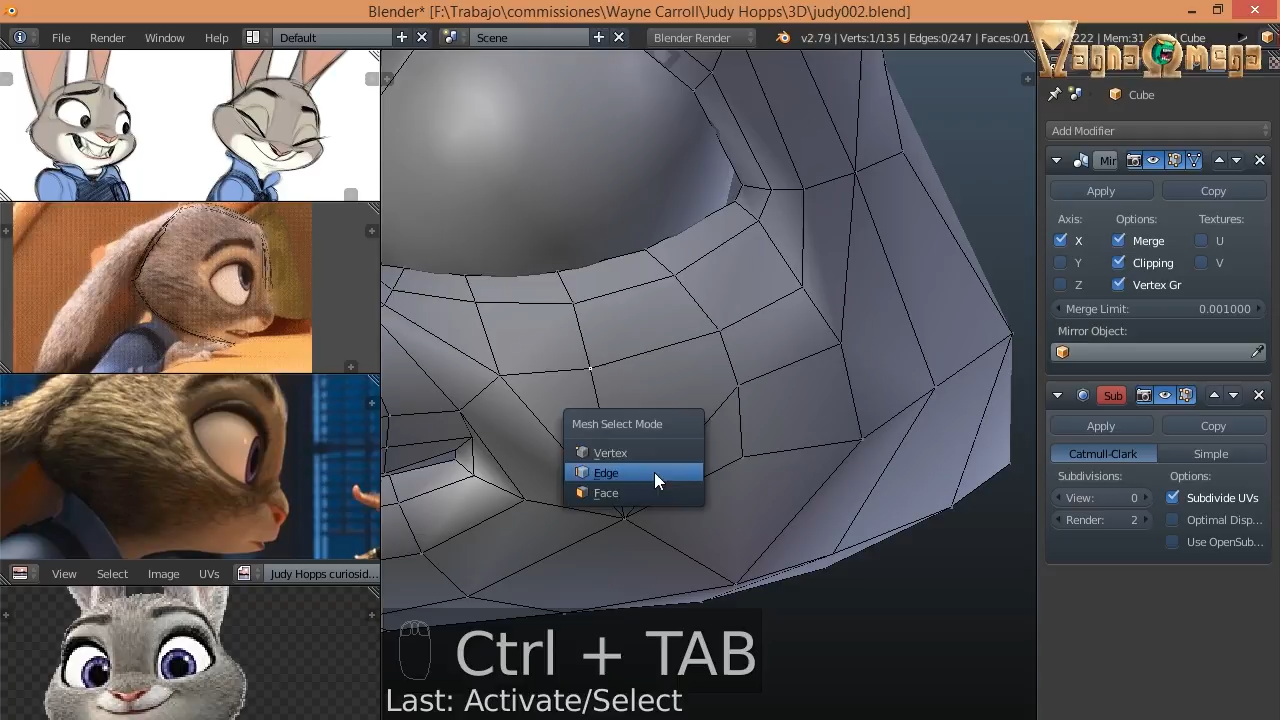 Blender* [F:\Trabajo\commissiones\Wayne Carroll\Judy Hopps\3D\judy002.blend]
File Render Window Help Default Scene Blender Render v2.79 | Verts:1/135 | Edges:0/247 | Faces:0/1 222 | Mem:31 Cube
Magna Omega
Cube
Add Modifier
Mir
Apply Copy
Axis: Options: Textures:
X Merge U
Y Clipping V
Z Vertex Gr
Merge Limit: 0.001000
Mirror Object:
Sub
Apply Copy
Catmull-Clark Simple
Subdivisions: Options:
View: 0 Subdivide UVs
Render: 2 Optimal Disp...
Use OpenSub...
Mesh Select Mode
Vertex
Edge
Face
View Select Image UVs Judy Hopps curiosid...
Ctrl + TAB
Last: Activate/Select